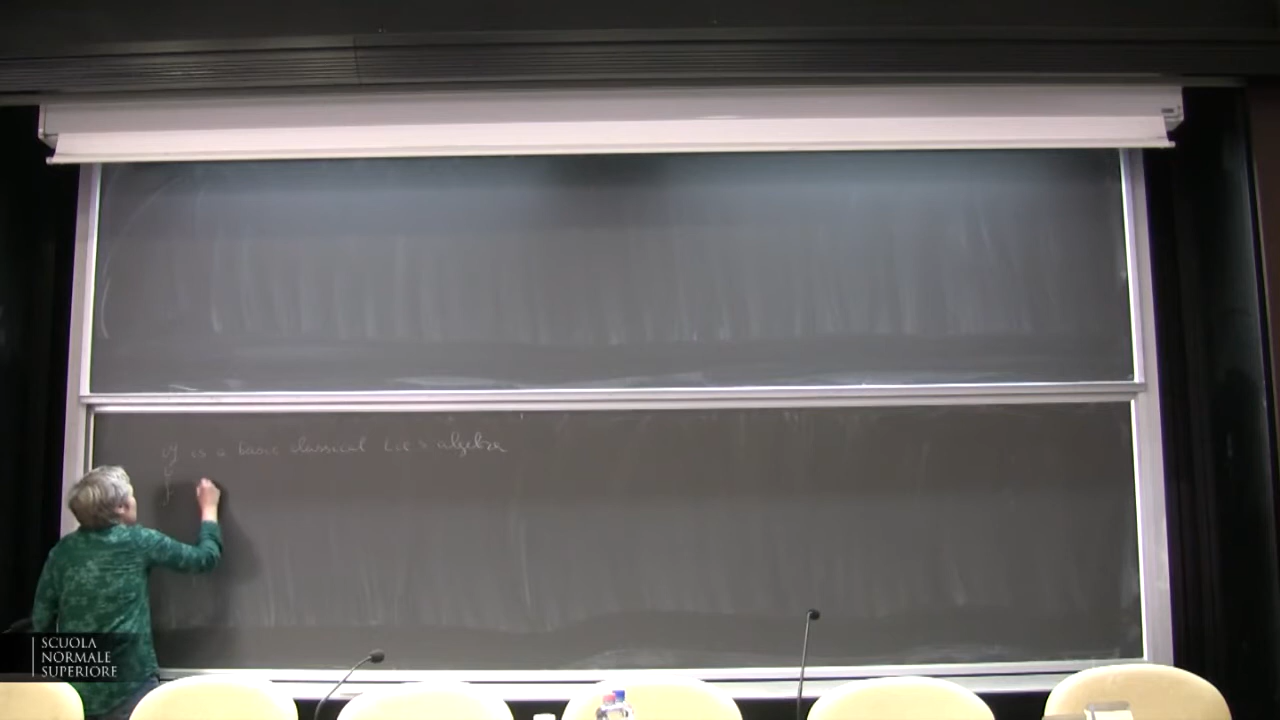 𝔤 is a basic classical Lie s algebra
f
SCUOLA
NORMALE
SUPERIORE